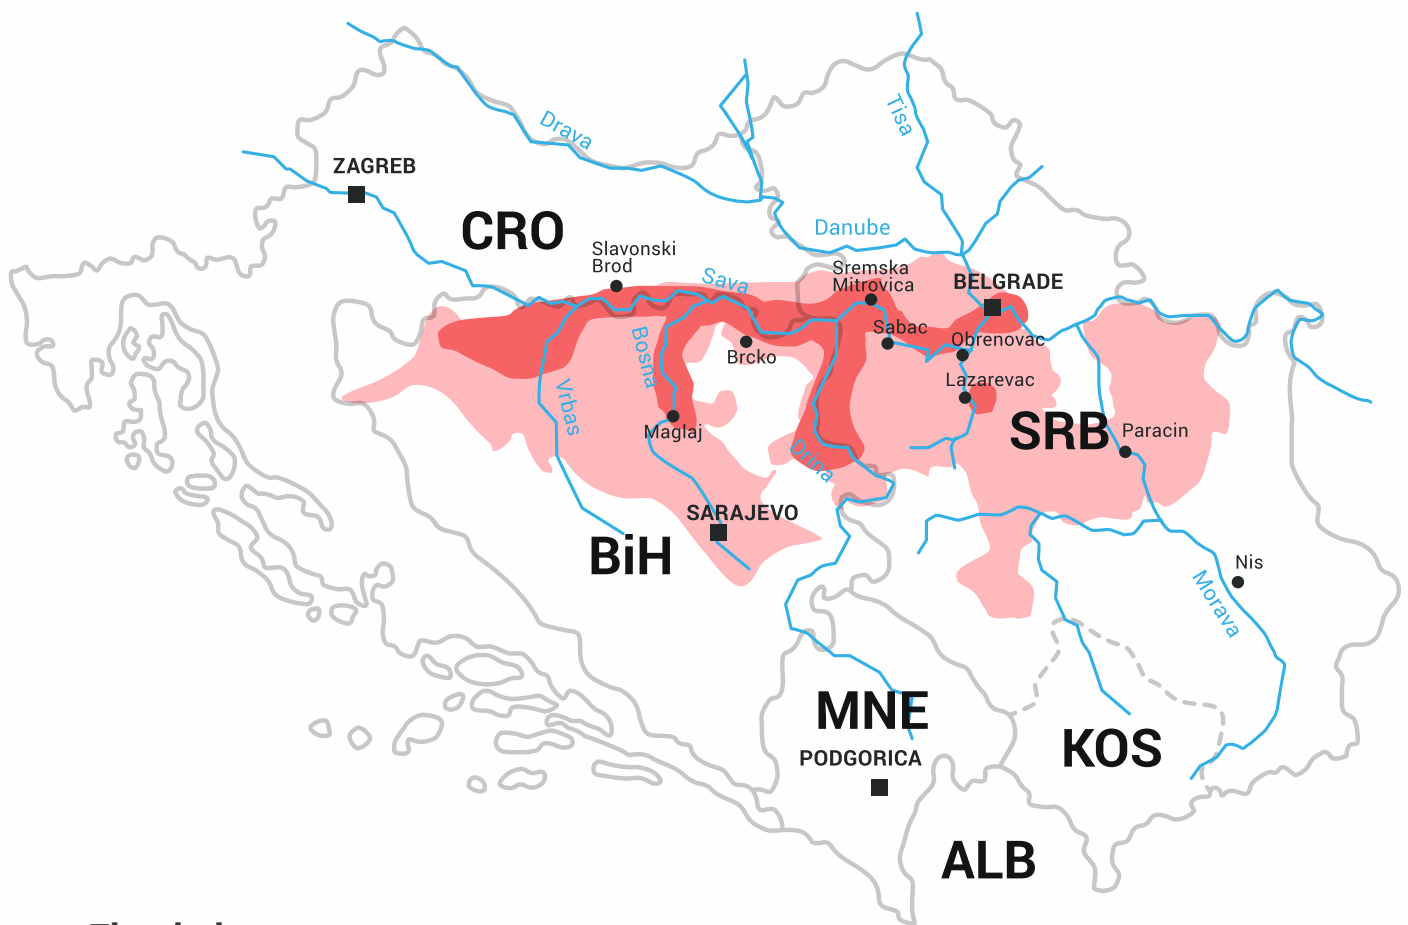 Drava
Tisa
ZAGREB
CRO
Danube
Slavonski
Brod
Sava
Sremska
Mitrovica
BELGRADE
Sabac
Obrenovac
Brcko
Bosna
Lazarevac
Vrbas
Maglaj
SRB
Paracin
Drina
SARAJEVO
BiH
Nis
Morava
MNE
KOS
PODGORICA
ALB